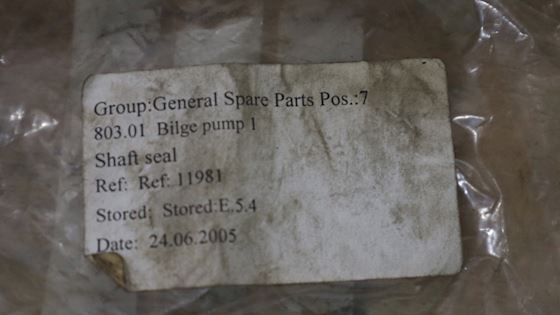 Group:General Spare Parts Pos.:7
803.01 Bilge pump 1
Shaft seal
Ref: Ref: 11981
Stored: Stored:E.5.4
Date: 24.06.2005